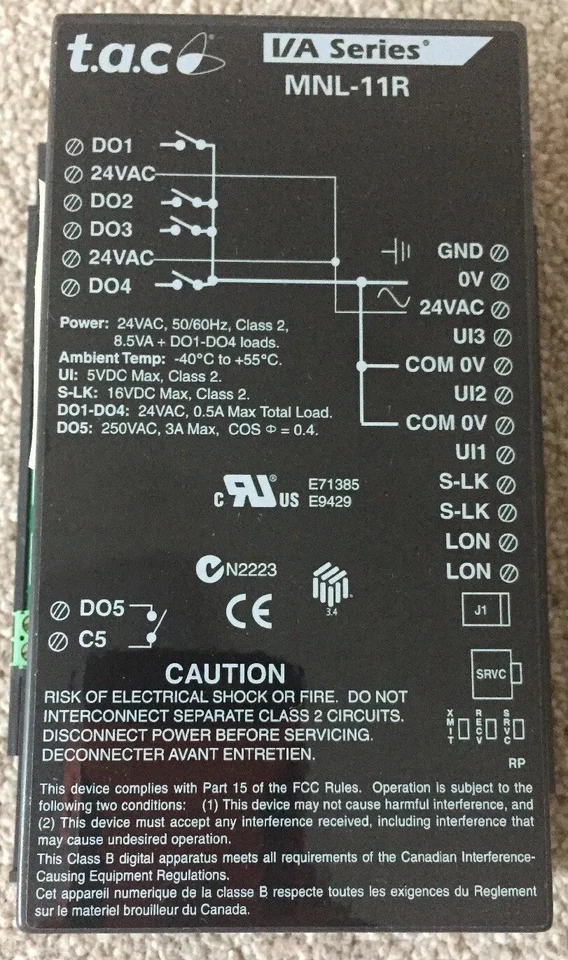 t.a.c
I/A Series®
MNL-11R
DO1
24VAC
DO2
DO3
24VAC
DO4
GND
0V
24VAC
UI3
COM 0V
UI2
COM 0V
UI1
S-LK
S-LK
LON
LON
Power: 24VAC, 50/60Hz, Class 2,
8.5VA + DO1-DO4 loads.
Ambient Temp: -40°C to +55°C.
UI: 5VDC Max, Class 2.
S-LK: 16VDC Max, Class 2.
DO1-DO4: 24VAC, 0.5A Max Total Load.
DO5: 250VAC, 3A Max, COS Φ = 0.4.
C RU® US
E71385
E9429
N2223
3.4
CE
DO5
C5
J1
SRVC
XMIT
RECV
SRVC
RP
CAUTION
RISK OF ELECTRICAL SHOCK OR FIRE. DO NOT
INTERCONNECT SEPARATE CLASS 2 CIRCUITS.
DISCONNECT POWER BEFORE SERVICING.
DECONNECTER AVANT ENTRETIEN.
This device complies with Part 15 of the FCC Rules. Operation is subject to the
following two conditions: (1) This device may not cause harmful interference, and
(2) This device must accept any interference received, including interference that
may cause undesired operation.
This Class B digital apparatus meets all requirements of the Canadian Interference-
Causing Equipment Regulations.
Cet appareil numerique de la classe B respecte toutes les exigences du Reglement
sur le materiel brouilleur du Canada.